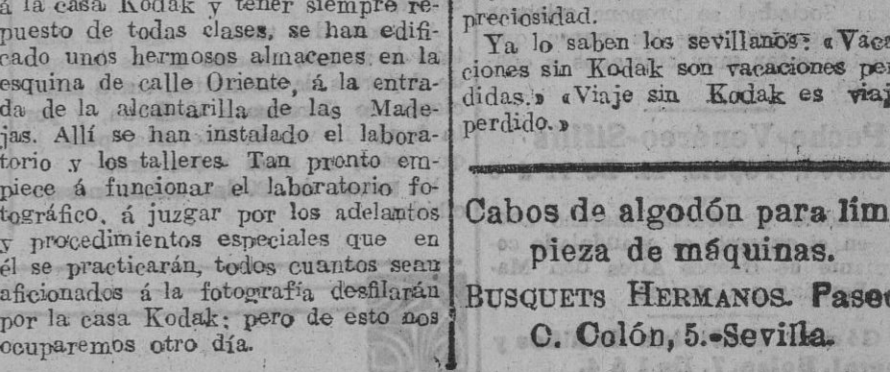 á la casa Kodak y tener siempre re-
puesto de todas clases, se han edifi-
cado unos hermosos almacenes en la
esquina de calle Oriente, á la entra-
da de la alcantarilla de las Made-
jas. Allí se han instalado el labora-
torio y los talleres. Tan pronto em-
piece á funcionar el laboratorio fo-
tográfico, á juzgar por los adelantos
y procedimientos especiales que en
él se practicarán, todos cuantos sean
aficionados á la fotografía desfilarán
por la casa Kodak; pero de esto nos
ocuparemos otro día.
preciosidad.
Ya lo saben los sevillanos: «Vaca
ciones sin Kodak son vacaciones per
didas.» «Viaje sin Kodak es viaj
perdido.»
Cabos de algodón para lim
pieza de máquinas.
BUSQUETS HERMANOS. Paseo
C. Colón, 5.-Sevilla.